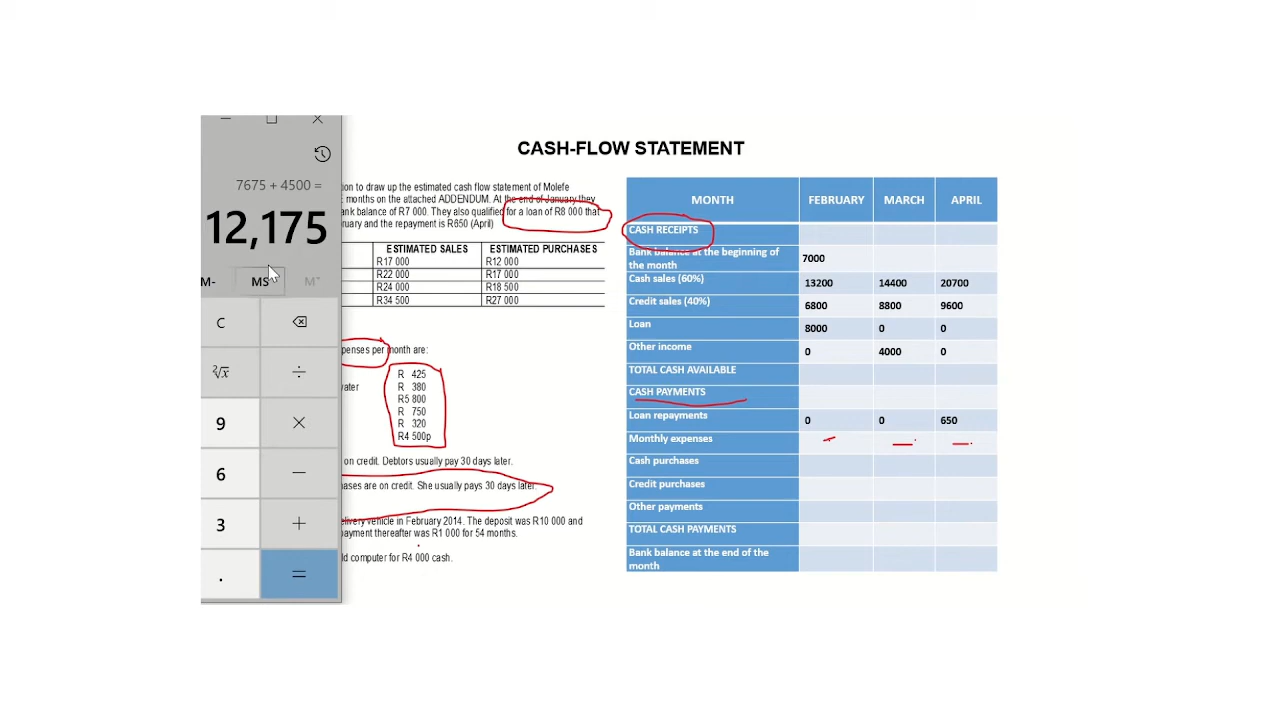 CASH-FLOW STATEMENT
7675 + 4500 =
12,175
M-
MS
M˅
C
²√x
÷
9
×
6
−
3
+
.
=
ion to draw up the estimated cash flow statement of Molefe
months on the attached ADDENDUM. At the end of January they
ank balance of R7 000. They also qualified for a loan of R8 000 that
ruary and the repayment is R650 (April)
ESTIMATED SALES ESTIMATED PURCHASES
R17 000 R12 000
R22 000 R17 000
R24 000 R18 500
R34 500 R27 000
penses per month are:
R 425
water R 380
R5 800
R 750
R 320
R4 500p
on credit. Debtors usually pay 30 days later.
ases are on credit. She usually pays 30 days later.
elivery vehicle in February 2014. The deposit was R10 000 and
ayment thereafter was R1 000 for 54 months.
ld computer for R4 000 cash.
MONTH FEBRUARY MARCH APRIL
CASH RECEIPTS
Bank balance at the beginning of
the month 7000
Cash sales (60%) 13200 14400 20700
Credit sales (40%) 6800 8800 9600
Loan 8000 0 0
Other income 0 4000 0
TOTAL CASH AVAILABLE
CASH PAYMENTS
Loan repayments 0 0 650
Monthly expenses
Cash purchases
Credit purchases
Other payments
TOTAL CASH PAYMENTS
Bank balance at the end of the
month